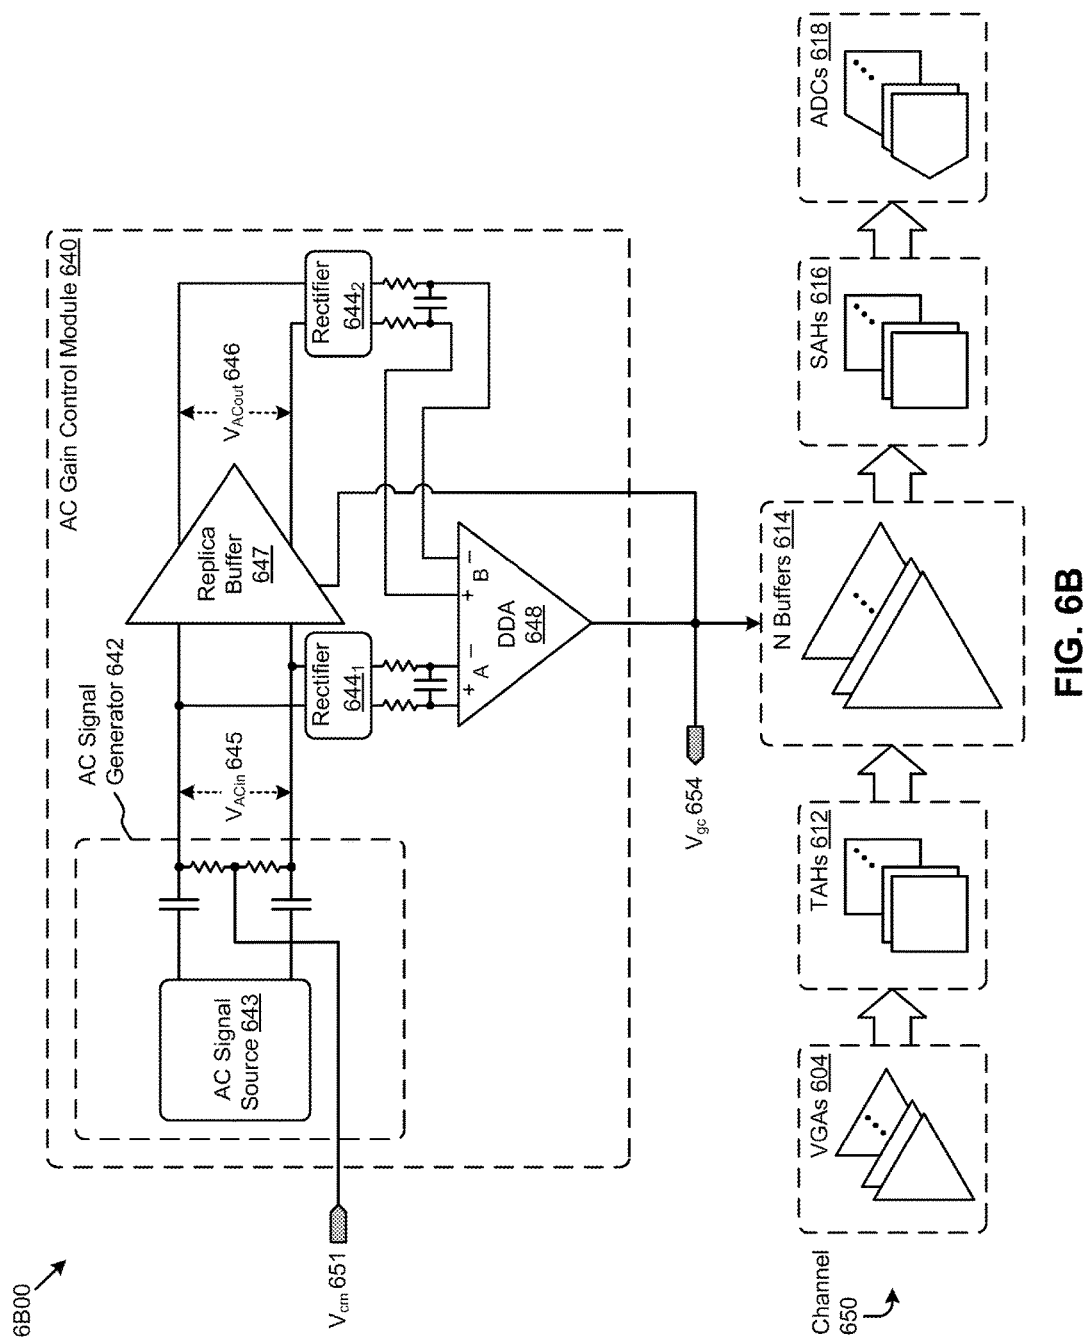 6B00
AC Gain Control Module 640
AC Signal
Generator 642
AC Signal
Source 643
V_ACin 645
Replica
Buffer
647
V_ACout 646
Rectifier
644₁
Rectifier
644₂
+ A −
+ B −
DDA
648
V_cm 651
V_gc 654
Channel
650
VGAs 604
TAHs 612
N Buffers 614
SAHs 616
ADCs 618
FIG. 6B